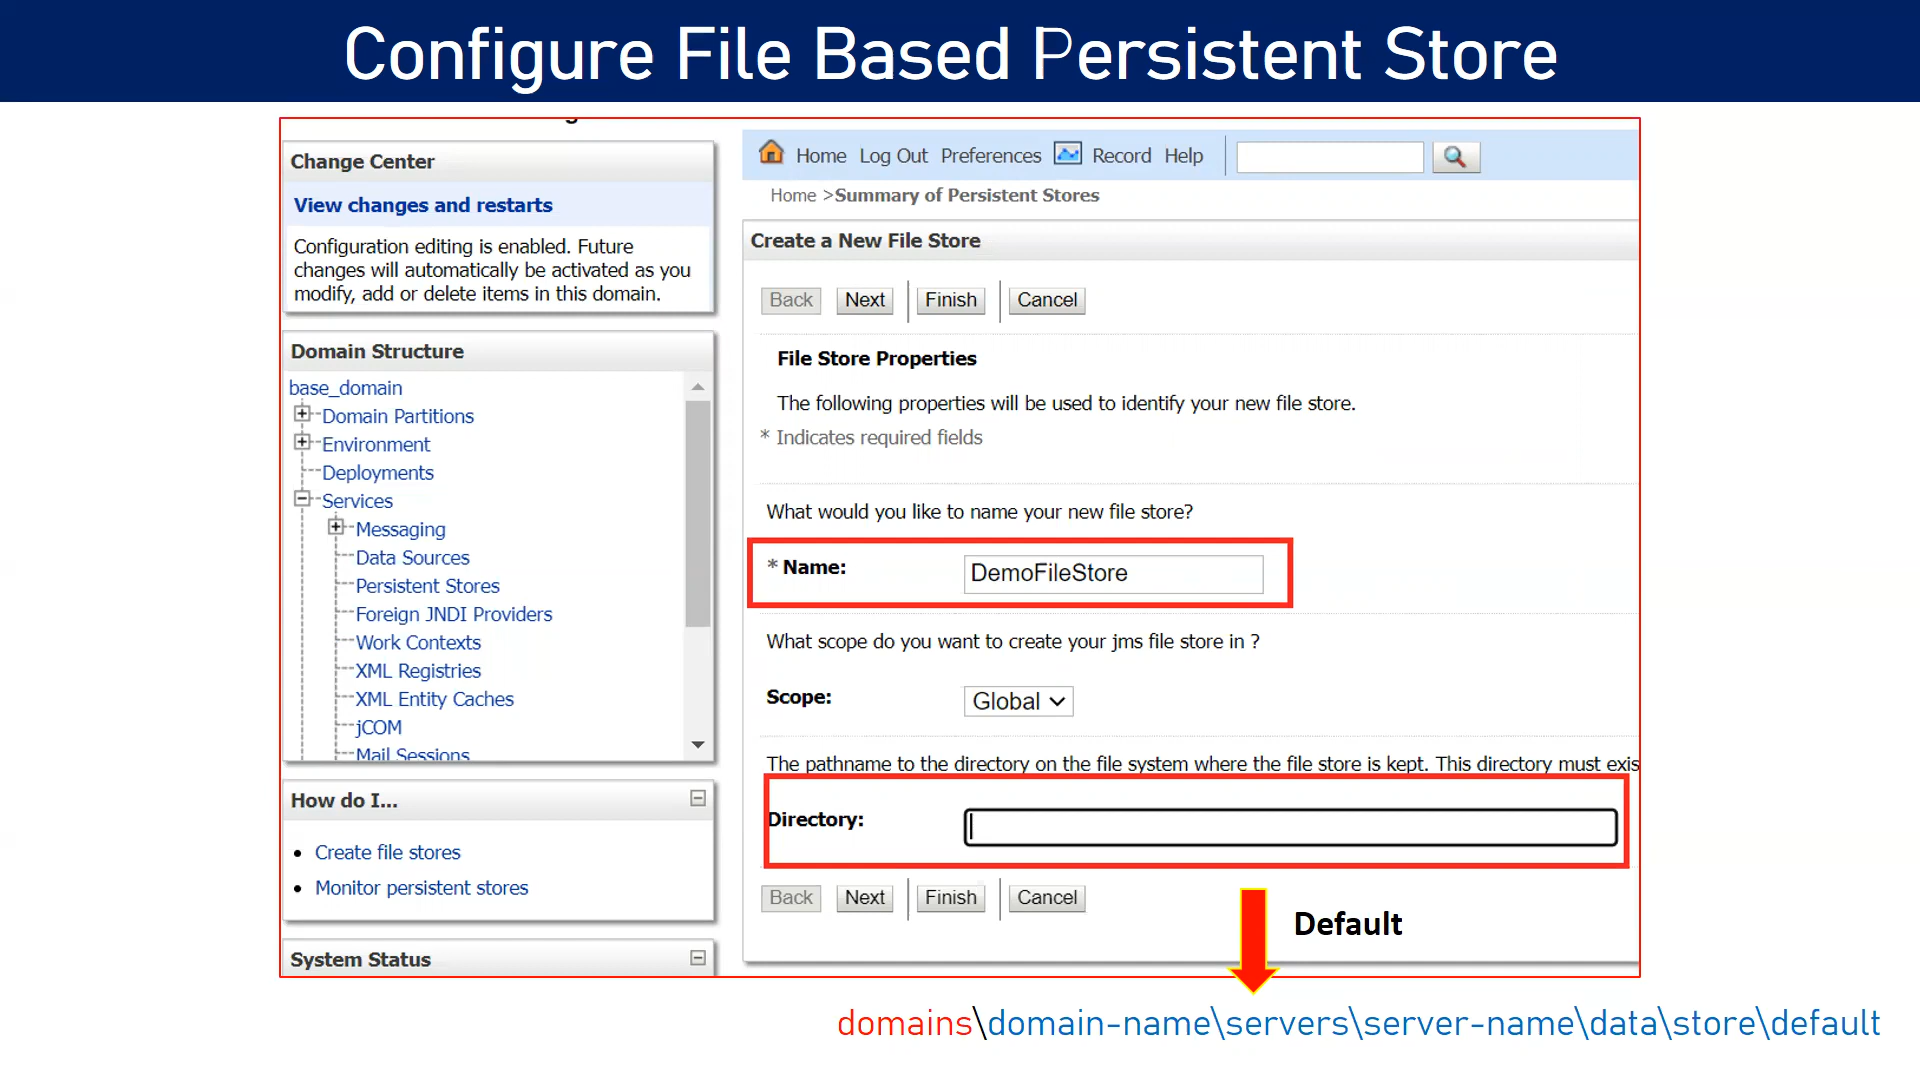 Configure File Based Persistent Store
Change Center
View changes and restarts
Configuration editing is enabled. Future
changes will automatically be activated as you
modify, add or delete items in this domain.
Domain Structure
base_domain
Domain Partitions
Environment
Deployments
Services
Messaging
Data Sources
Persistent Stores
Foreign JNDI Providers
Work Contexts
XML Registries
XML Entity Caches
jCOM
Mail Sessions
How do I...
Create file stores
Monitor persistent stores
System Status
Home Log Out Preferences Record Help
Home >Summary of Persistent Stores
Create a New File Store
Back Next Finish Cancel
File Store Properties
The following properties will be used to identify your new file store.
* Indicates required fields
What would you like to name your new file store?
* Name: DemoFileStore
What scope do you want to create your jms file store in ?
Scope: Global
The pathname to the directory on the file system where the file store is kept. This directory must exis
Directory:
Back Next Finish Cancel
Default
domains\domain-name\servers\server-name\data\store\default